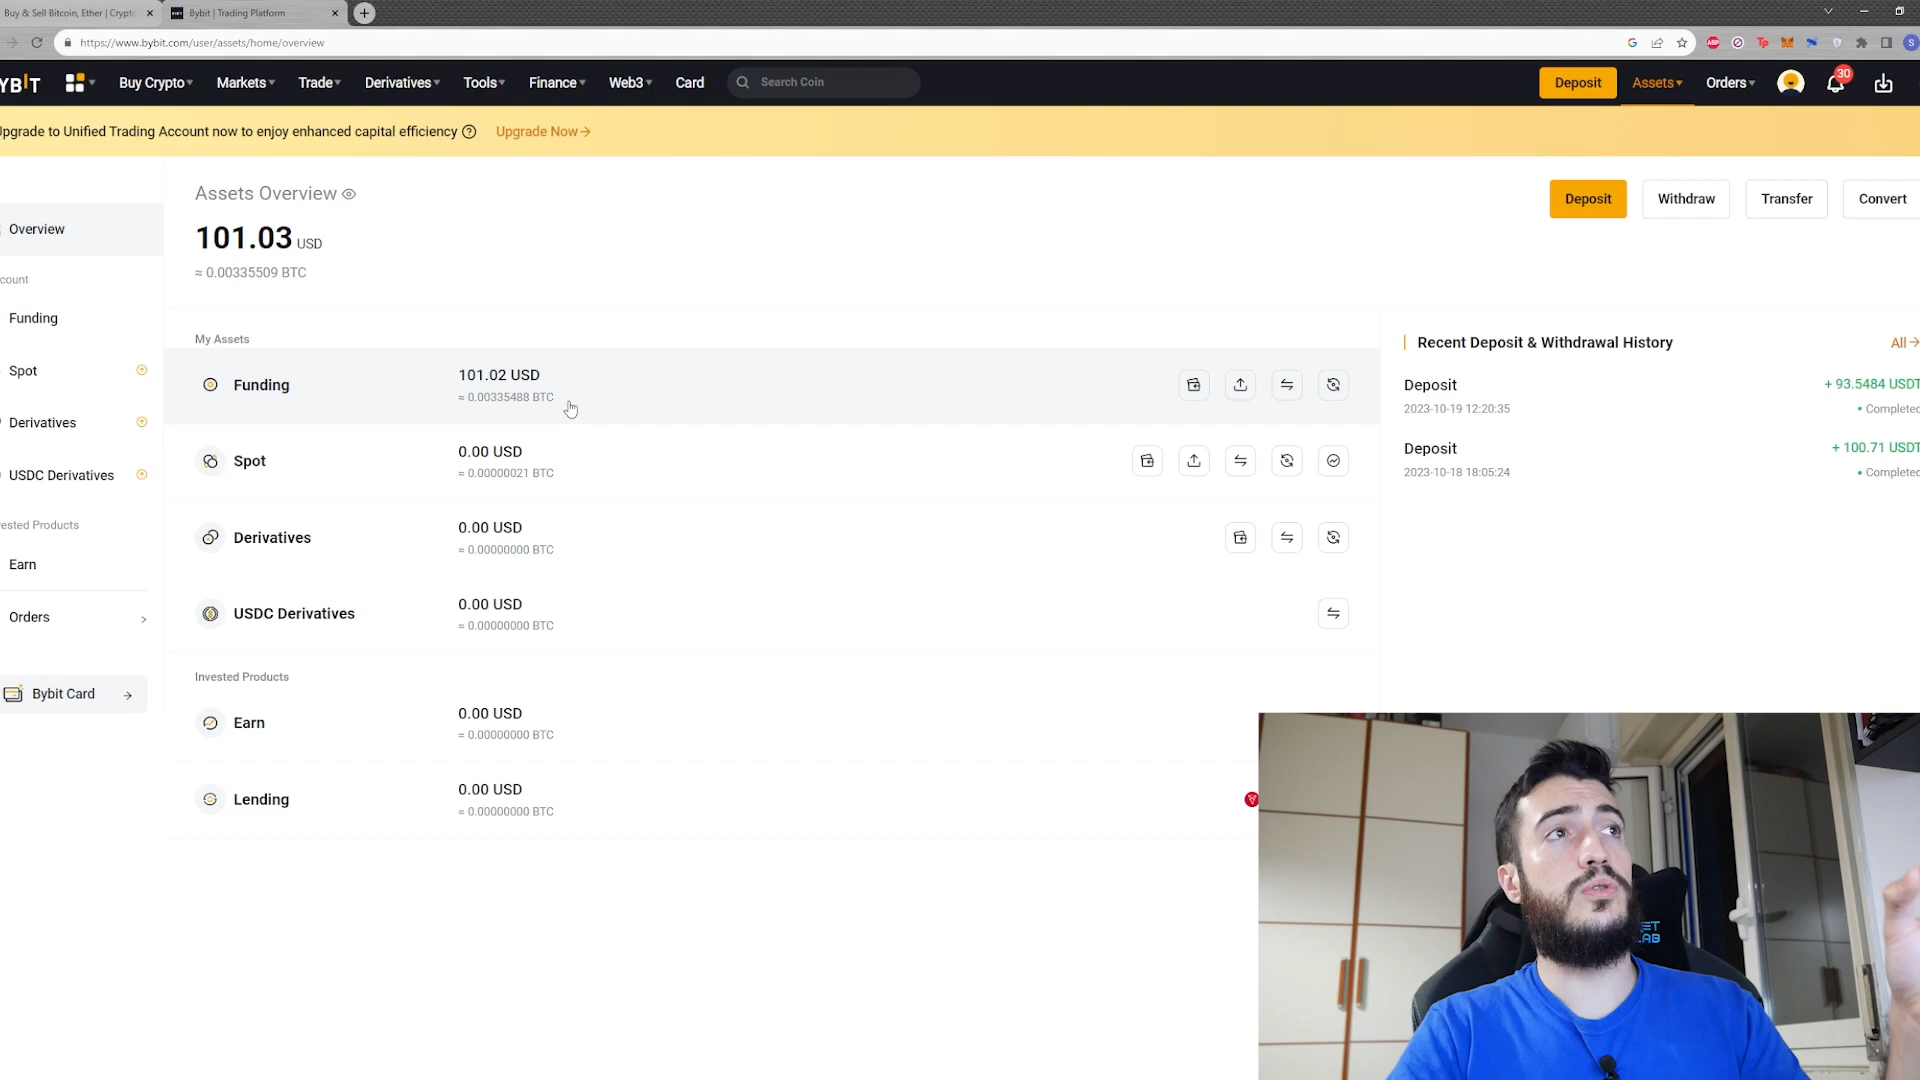 Buy & Sell Bitcoin, Ether | Crypto
Bybit | Trading Platform
https://www.bybit.com/user/assets/home/overview
YBIT
Buy Crypto
Markets
Trade
Derivatives
Tools
Finance
Web3
Card
Search Coin
Deposit
Assets
Orders
30
Upgrade to Unified Trading Account now to enjoy enhanced capital efficiency
Upgrade Now
Assets Overview
101.03 USD
≈ 0.00335509 BTC
Deposit
Withdraw
Transfer
Convert
Overview
count
Funding
Spot
Derivatives
USDC Derivatives
ested Products
Earn
Orders
Bybit Card
My Assets
Funding
101.02 USD
≈ 0.00335488 BTC
Spot
0.00 USD
≈ 0.00000021 BTC
Derivatives
0.00 USD
≈ 0.00000000 BTC
USDC Derivatives
0.00 USD
≈ 0.00000000 BTC
Invested Products
Earn
0.00 USD
≈ 0.00000000 BTC
Lending
0.00 USD
≈ 0.00000000 BTC
Recent Deposit & Withdrawal History
All
Deposit
+ 93.5484 USDT
2023-10-19 12:20:35
Completed
Deposit
+ 100.71 USDT
2023-10-18 18:05:24
Completed